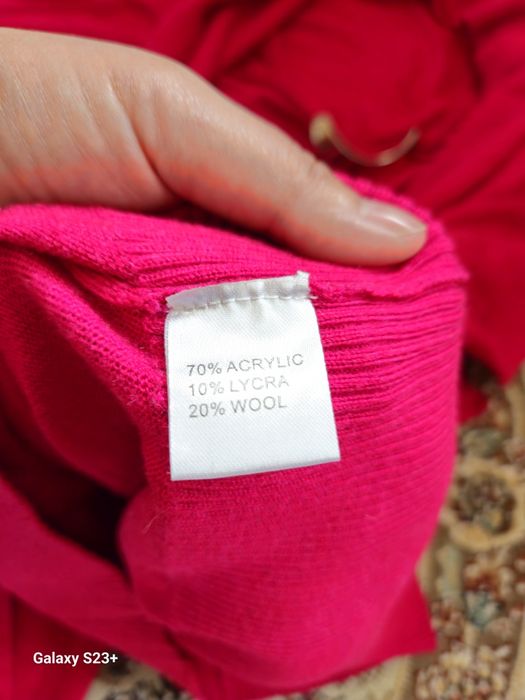 70% ACRYLIC
10% LYCRA
20% WOOL
Galaxy S23+